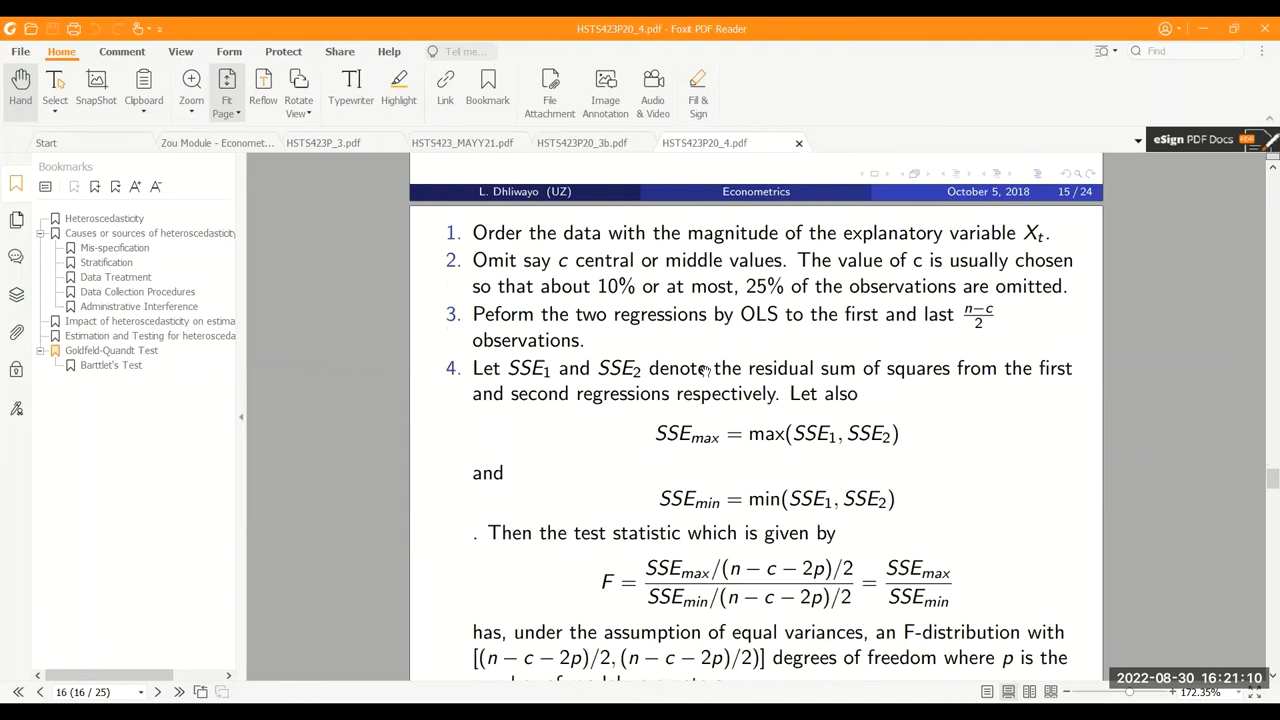 HSTS423P20_4.pdf - Foxit PDF Reader
File Home Comment View Form Protect Share Help Tell me... Find
Hand Select SnapShot Clipboard Zoom Fit Page Reflow Rotate View Typewriter Highlight Link Bookmark File Attachment Image Annotation Audio & Video Fill & Sign
Start Zou Module - Economet... HSTS423P_3.pdf HSTS423_MAYY21.pdf HSTS423P20_3b.pdf HSTS423P20_4.pdf eSign PDF Docs
Bookmarks
Heteroscedasticity
Causes or sources of heteroscedasticity
Mis-specification
Stratification
Data Treatment
Data Collection Procedures
Administrative Interference
Impact of heteroscedasticity on estima
Estimation and Testing for heterosceda
Goldfeld-Quandt Test
Bartlet's Test
L. Dhliwayo (UZ) Econometrics October 5, 2018 15 / 24
1. Order the data with the magnitude of the explanatory variable X_t.
2. Omit say c central or middle values. The value of c is usually chosen
so that about 10% or at most, 25% of the observations are omitted.
3. Peform the two regressions by OLS to the first and last (n−c)/2
observations.
4. Let SSE_1 and SSE_2 denote the residual sum of squares from the first
and second regressions respectively. Let also
SSE_max = max(SSE_1, SSE_2)
and
SSE_min = min(SSE_1, SSE_2)
. Then the test statistic which is given by
F = SSE_max/(n − c − 2p)/2 / SSE_min/(n − c − 2p)/2 = SSE_max / SSE_min
has, under the assumption of equal variances, an F-distribution with
[(n − c − 2p)/2, (n − c − 2p)/2)] degrees of freedom where p is the
16 (16 / 25) 172.35%
2022-08-30 16:21:10